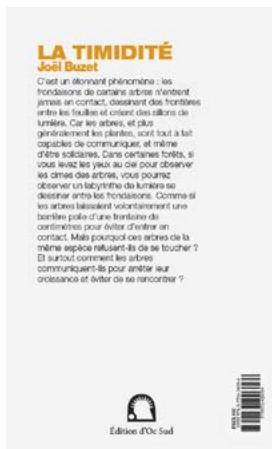 LA TIMIDITÉ
Joël Buzet
C'est un étonnant phénomène : les
frondaisons de certains arbres n'entrent
jamais en contact, dessinant des frontières
entre les feuilles et créant des sillons de
lumière. Car les arbres, et plus
généralement les plantes, sont tout à fait
capables de communiquer, et même
d'être solidaires. Dans certaines forêts, si
vous levez les yeux au ciel pour observer
les cimes des arbres, vous pourrez
observer un labyrinthe de lumière se
dessiner entre les frondaisons. Comme si
les arbres laissaient volontairement une
barrière polie d'une trentaine de
centimètres pour éviter d'entrer en
contact. Mais pourquoi ces arbres de la
même espèce refusent-ils de se toucher ?
Et surtout comment les arbres
communiquent-ils pour arrêter leur
croissance et éviter de se rencontrer ?
Édition d'Oc Sud